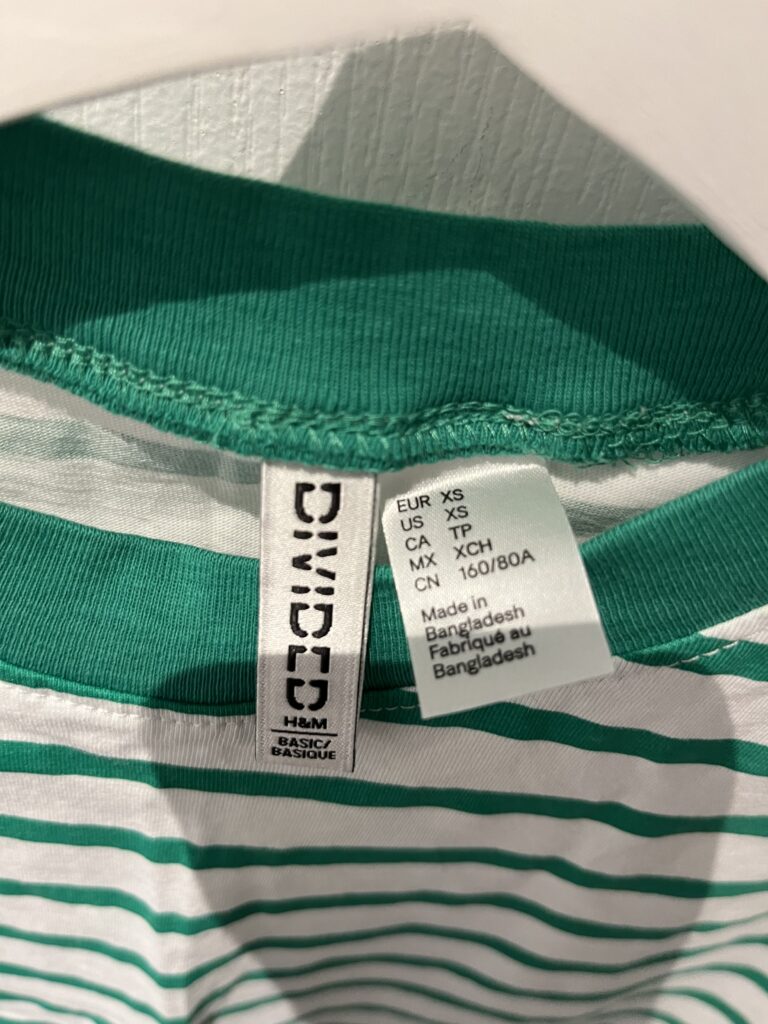 DIVIDED
H&M
BASIC/
BASIQUE
EUR XS
US XS
CA TP
MX XCH
CN 160/80A
Made in
Bangladesh
Fabriqué au
Bangladesh